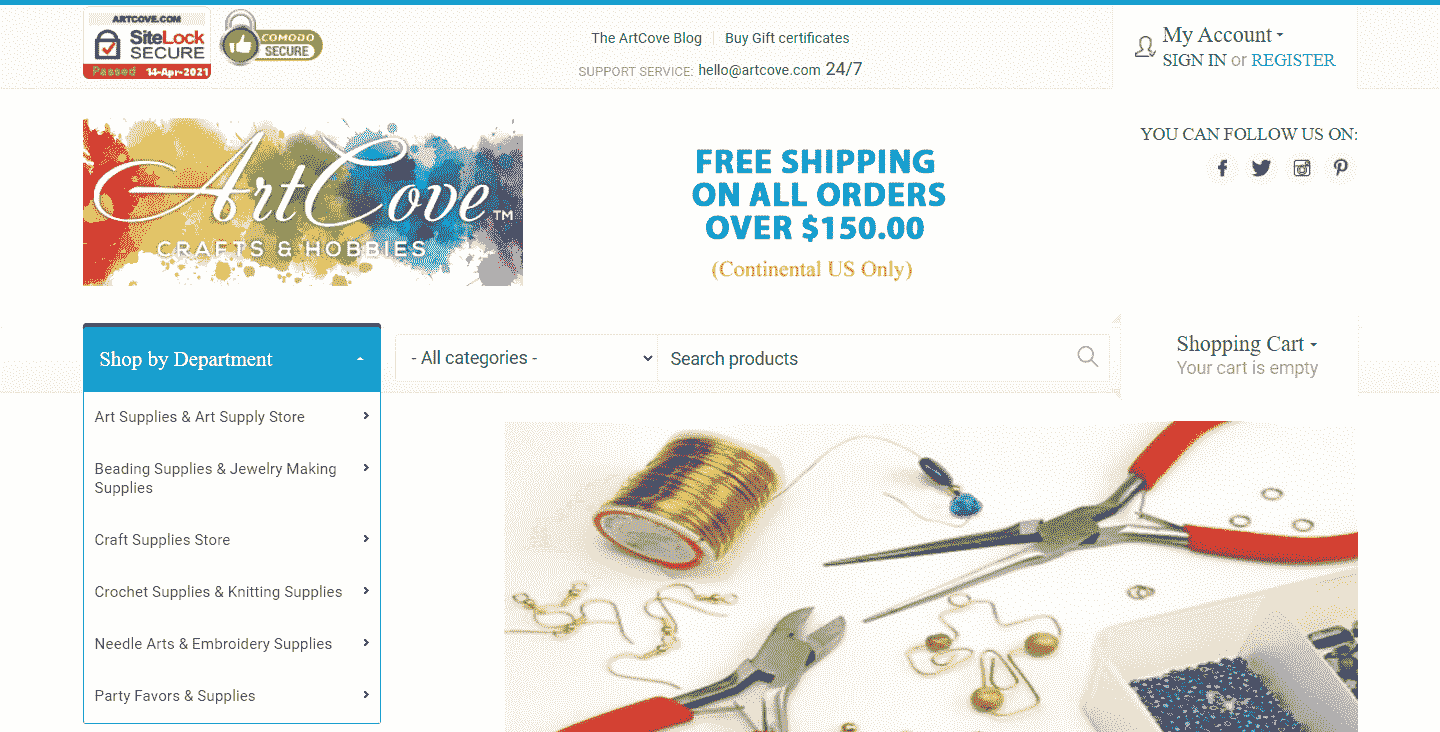 ARTCOVE.COM
SiteLock
SECURE
Passed 14-Apr-2021
COMODO
SECURE
The ArtCove Blog
Buy Gift certificates
SUPPORT SERVICE: hello@artcove.com 24/7
My Account
SIGN IN or REGISTER
ArtCove™
CRAFTS & HOBBIES
FREE SHIPPING
ON ALL ORDERS
OVER $150.00
(Continental US Only)
YOU CAN FOLLOW US ON:
Shop by Department
- All categories -
Search products
Shopping Cart
Your cart is empty
Art Supplies & Art Supply Store
Beading Supplies & Jewelry Making
Supplies
Craft Supplies Store
Crochet Supplies & Knitting Supplies
Needle Arts & Embroidery Supplies
Party Favors & Supplies